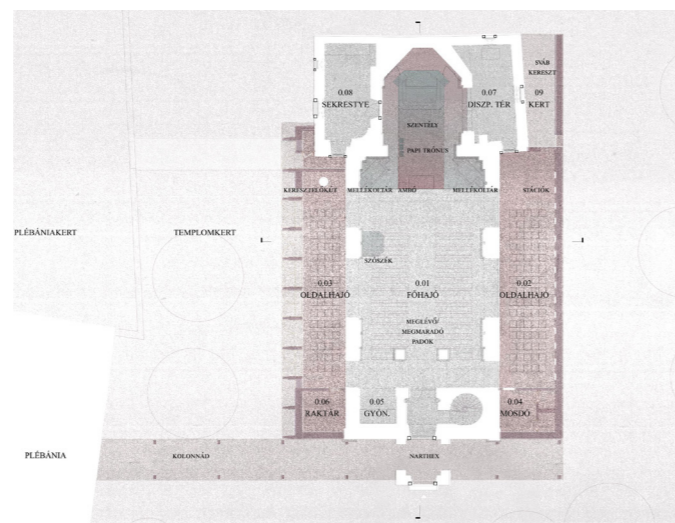 SVÁB
KERESZT
0.08
SEKRESTYE
0.07
DISZP. TÉR
09
KERT
SZENTÉLY
PÁPI TRÓNUS
KERESZTELŐKÚT
MELLÉKOLTÁR
AMBÓ
MELLÉKOLTÁR
STÁCIÓK
PLÉBÁNIAKERT
TEMPLOMKERT
SZÓSZÉK
0.03
OLDALHAJÓ
0.01
FŐHAJÓ
0.02
OLDALHAJÓ
MEGLÉVŐ/
MEGMARADÓ
PADOK
0.06
RAKTÁR
0.05
GYÓN.
0.04
MOSDÓ
PLÉBÁNIA
KOLONNÁD
NARTHEX